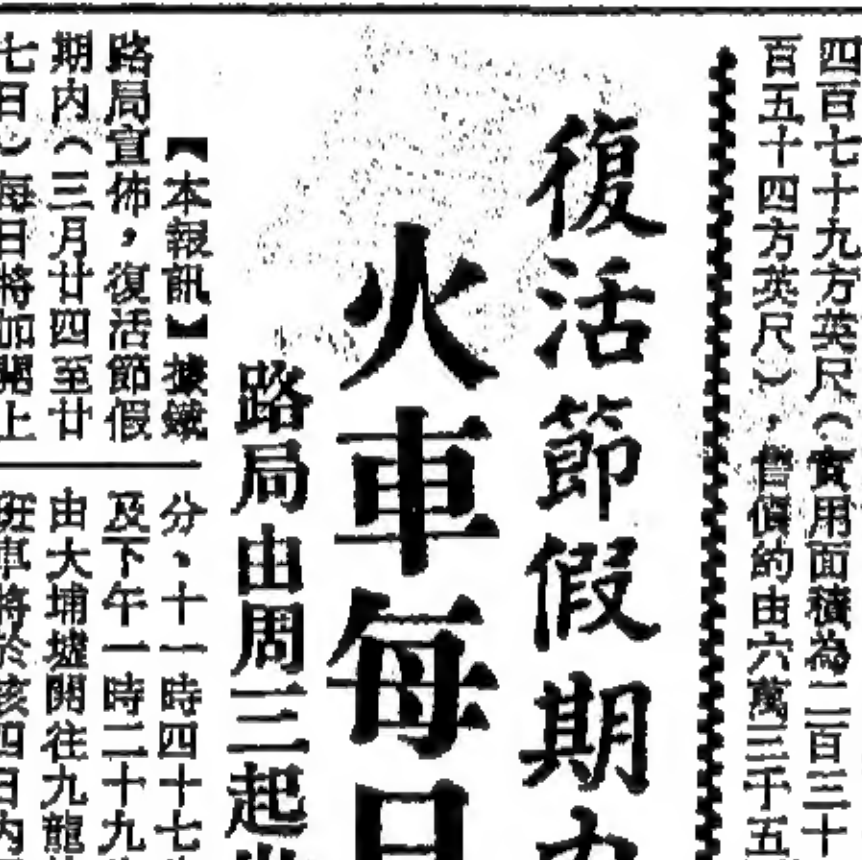 四百七十九方英尺（實用面積為二百三十
百五十四方英尺），售價約由六萬三千五
復活節假期內
火車每日
路局由周三起
【本報訊】據鐵
路局宣佈，復活節假
期内（三月廿四至廿
七日）每日將加開上
分、十一時四十七
及下午一時二十九
由大埔墟開往九龍
班車將於該四日内